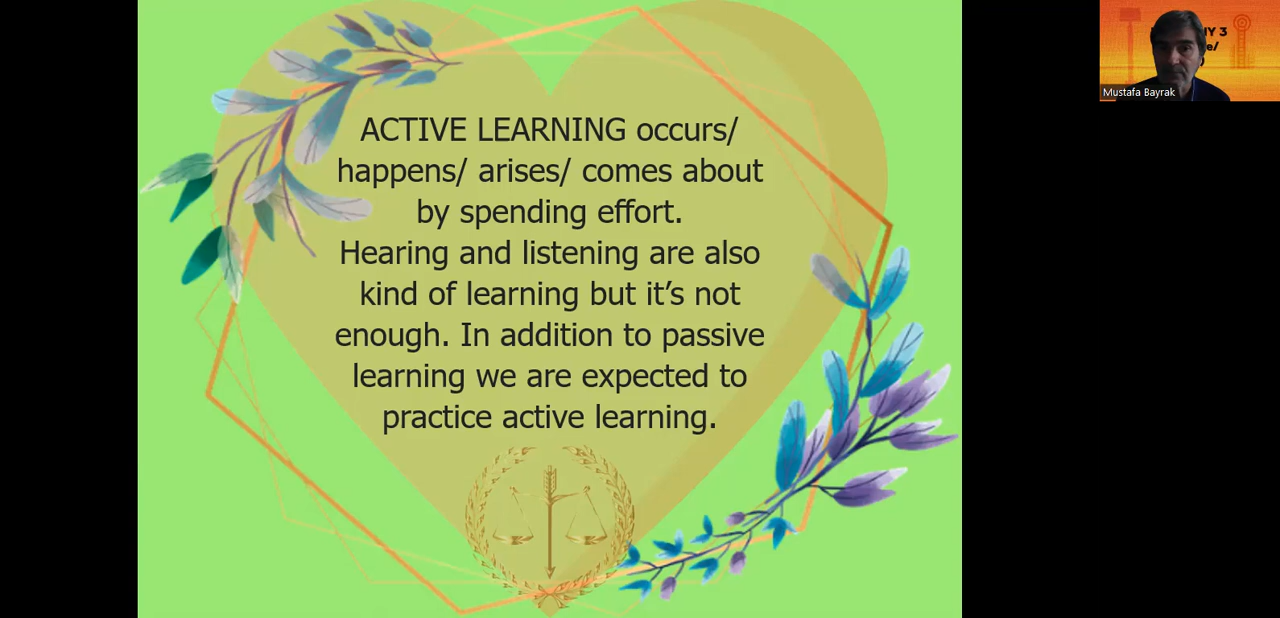 ACTIVE LEARNING occurs/
happens/ arises/ comes about
by spending effort.
Hearing and listening are also
kind of learning but it’s not
enough. In addition to passive
learning we are expected to
practice active learning.
Mustafa Bayrak